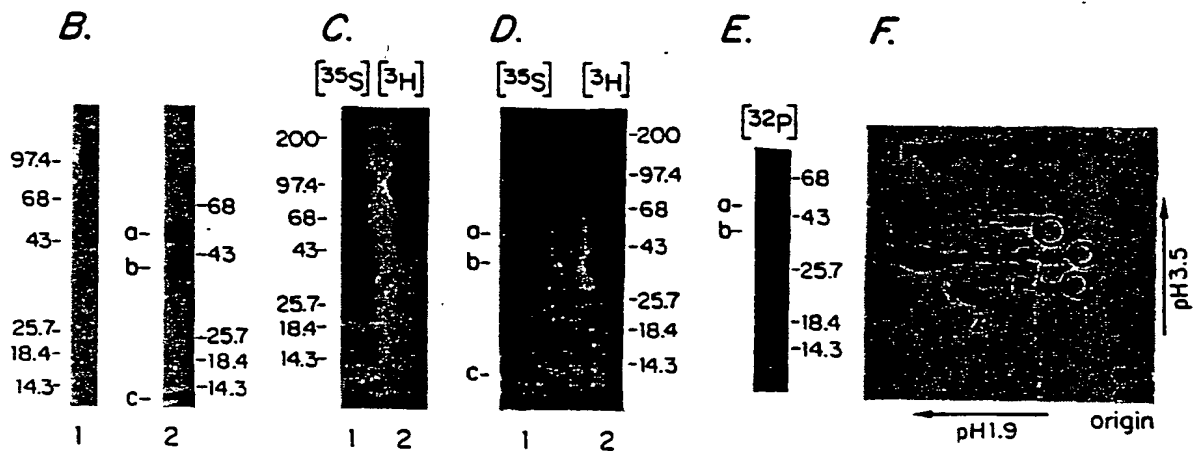 B.
C.
D.
E.
F.
[35S] [3H]
[35S] [3H]
[32P]
97.4-
68-
43-
25.7-
18.4-
14.3-
1
a-
b-
c-
-68
-43
-25.7
-18.4
-14.3
2
200-
97.4-
68-
43-
25.7-
18.4-
14.3-
1 2
a-
b-
c-
-200
-97.4
-68
-43
-25.7
-18.4
-14.3
1 2
a-
b-
-68
-43
-25.7
-18.4
-14.3
pH 3.5
pH1.9
origin